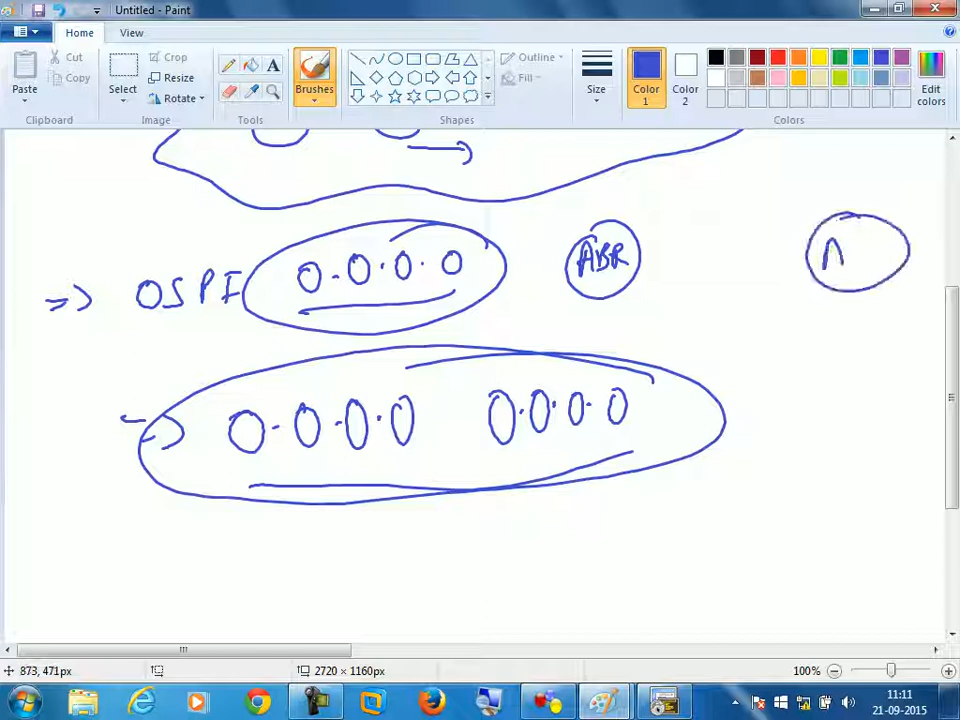 Untitled - Paint
Home
View
Paste
Cut
Copy
Clipboard
Select
Crop
Resize
Rotate
Image
A
Tools
Brushes
Shapes
Outline
Fill
Size
Color 1
Color 2
Edit colors
Colors
=> OSPF 0.0.0.0 ABR
=> 0.0.0.0 0.0.0.0
873, 471px
2720 × 1160px
100%
11:11
21-09-2015